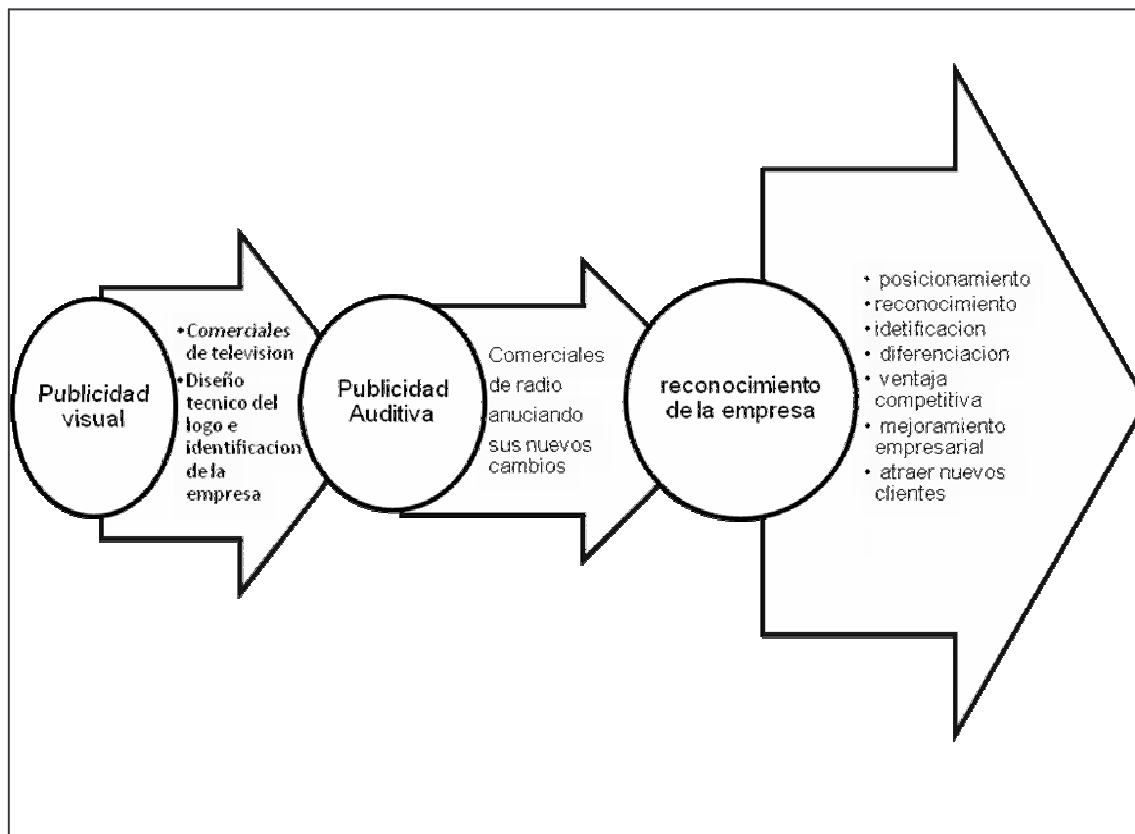 Publicidad
visual
•Comerciales
de television
•Diseño
tecnico del
logo e
identificacion
de la
empresa
Publicidad
Auditiva
Comerciales
de radio
anuciando
sus nuevos
cambios
reconocimiento
de la empresa
• posicionamiento
•reconocimiento
• idetificacion
• diferenciacion
• ventaja
competitiva
• mejoramiento
empresarial
• atraer nuevos
clientes